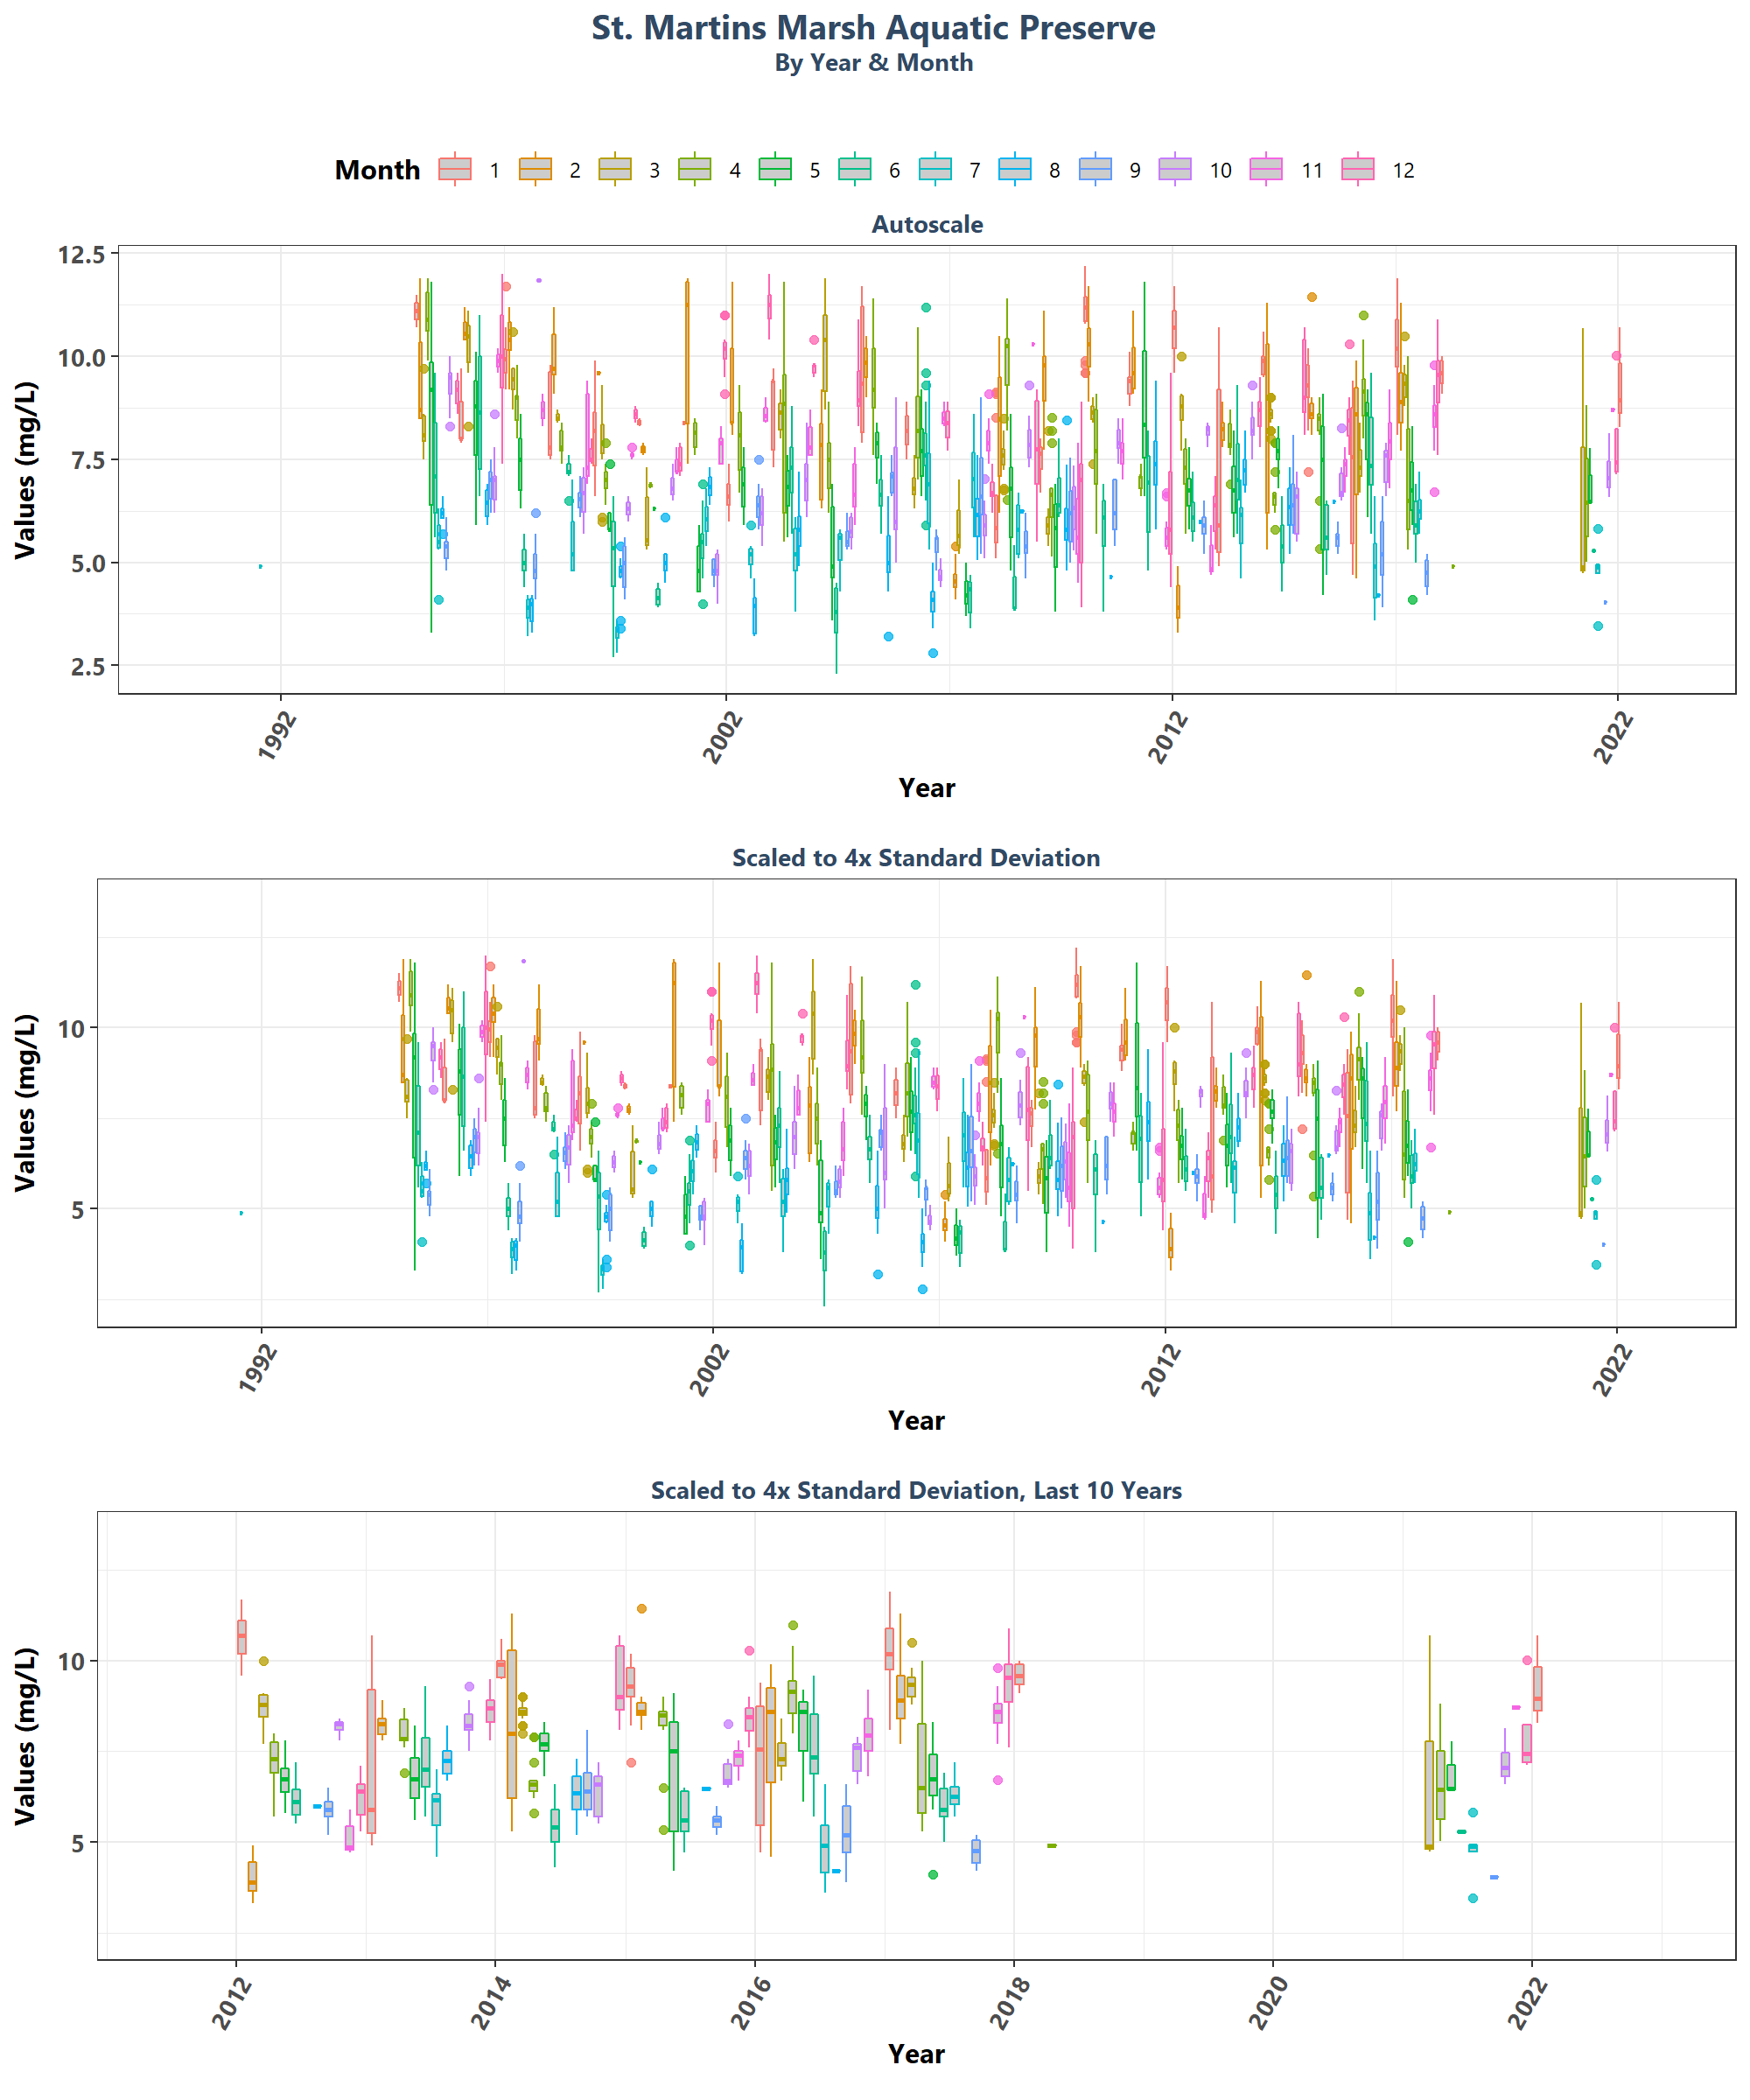 St. Martins Marsh Aquatic Preserve
By Year & Month
Month 1 2 3 4 5 6 7 8 9 10 11 12
Autoscale
Values (mg/L)
12.5
10.0
7.5
5.0
2.5
1992 2002 2012 2022
Year
Scaled to 4x Standard Deviation
Values (mg/L)
10
5
1992 2002 2012 2022
Year
Scaled to 4x Standard Deviation, Last 10 Years
Values (mg/L)
10
5
2012 2014 2016 2018 2020 2022
Year